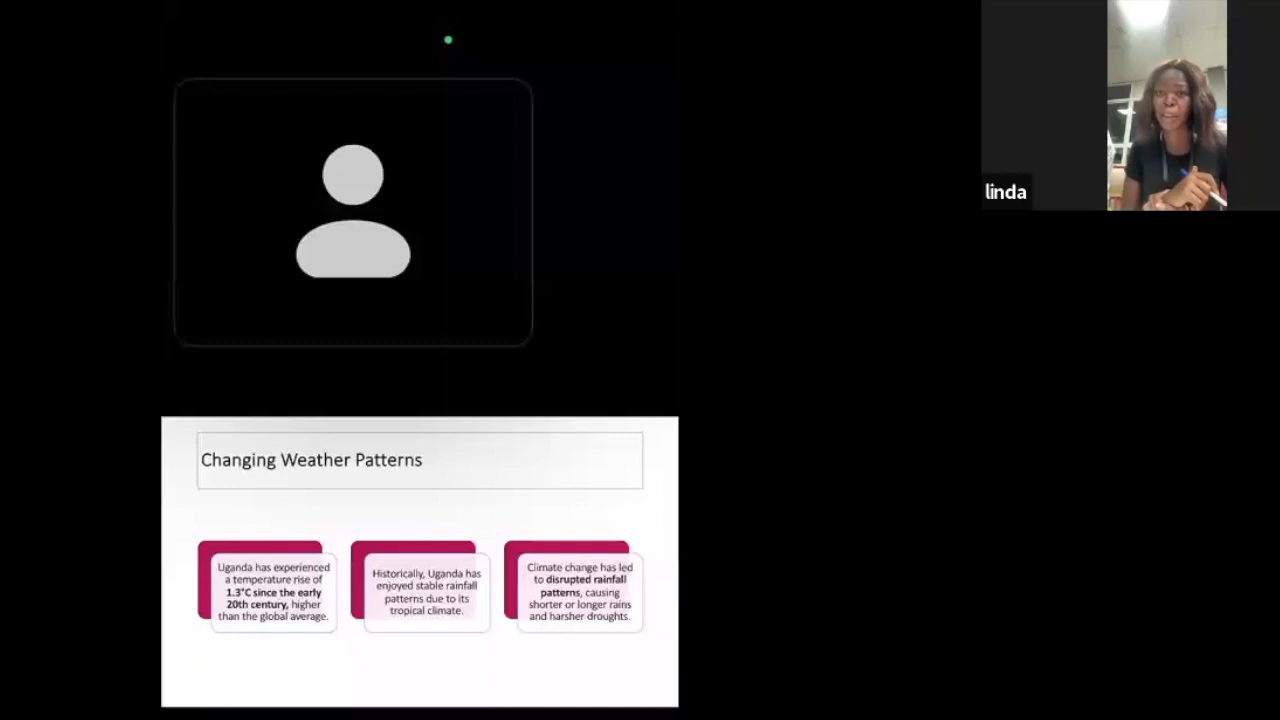 linda
Changing Weather Patterns
Uganda has experienced
a temperature rise of
1.3°C since the early
20th century, higher
than the global average.
Historically, Uganda has
enjoyed stable rainfall
patterns due to its
tropical climate.
Climate change has led
to disrupted rainfall
patterns, causing
shorter or longer rains
and harsher droughts.